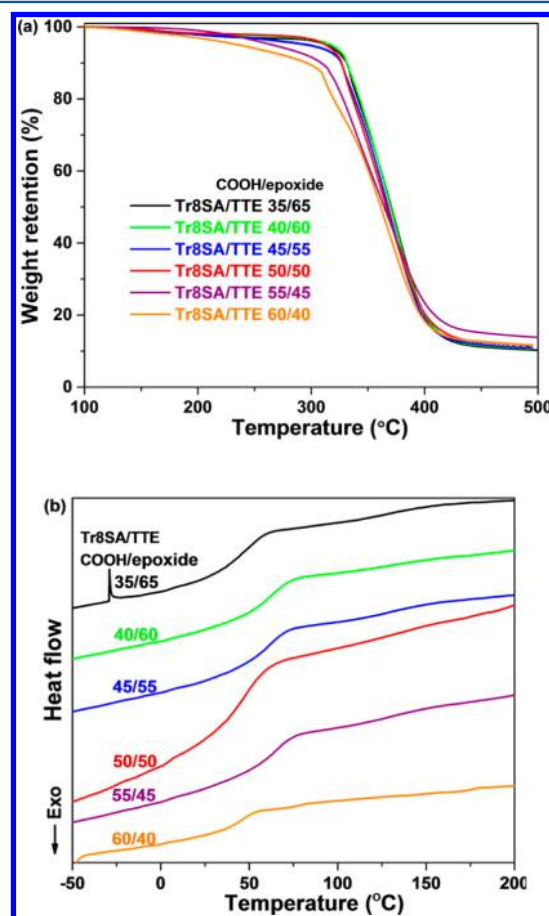 (a)
100
80
60
40
20
0
Weight retention (%)
COOH/epoxide
Tr8SA/TTE 35/65
Tr8SA/TTE 40/60
Tr8SA/TTE 45/55
Tr8SA/TTE 50/50
Tr8SA/TTE 55/45
Tr8SA/TTE 60/40
100 200 300 400 500
Temperature (°C)
(b)
Tr8SA/TTE
COOH/epoxide
35/65
40/60
45/55
50/50
55/45
60/40
Heat flow
← Exo
-50 0 50 100 150 200
Temperature (°C)